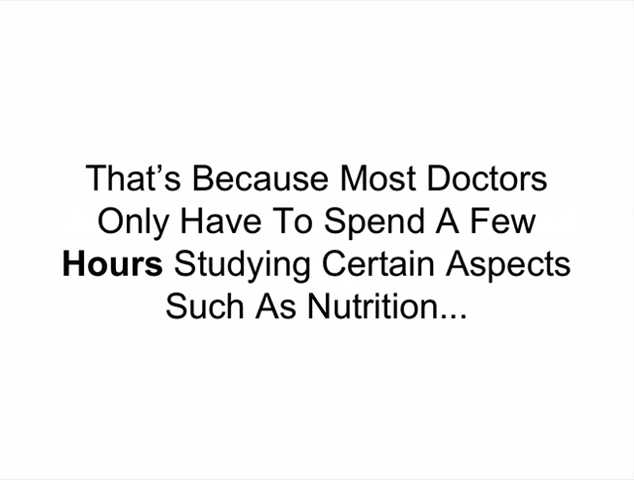 That’s Because Most Doctors
Only Have To Spend A Few
Hours Studying Certain Aspects
Such As Nutrition...